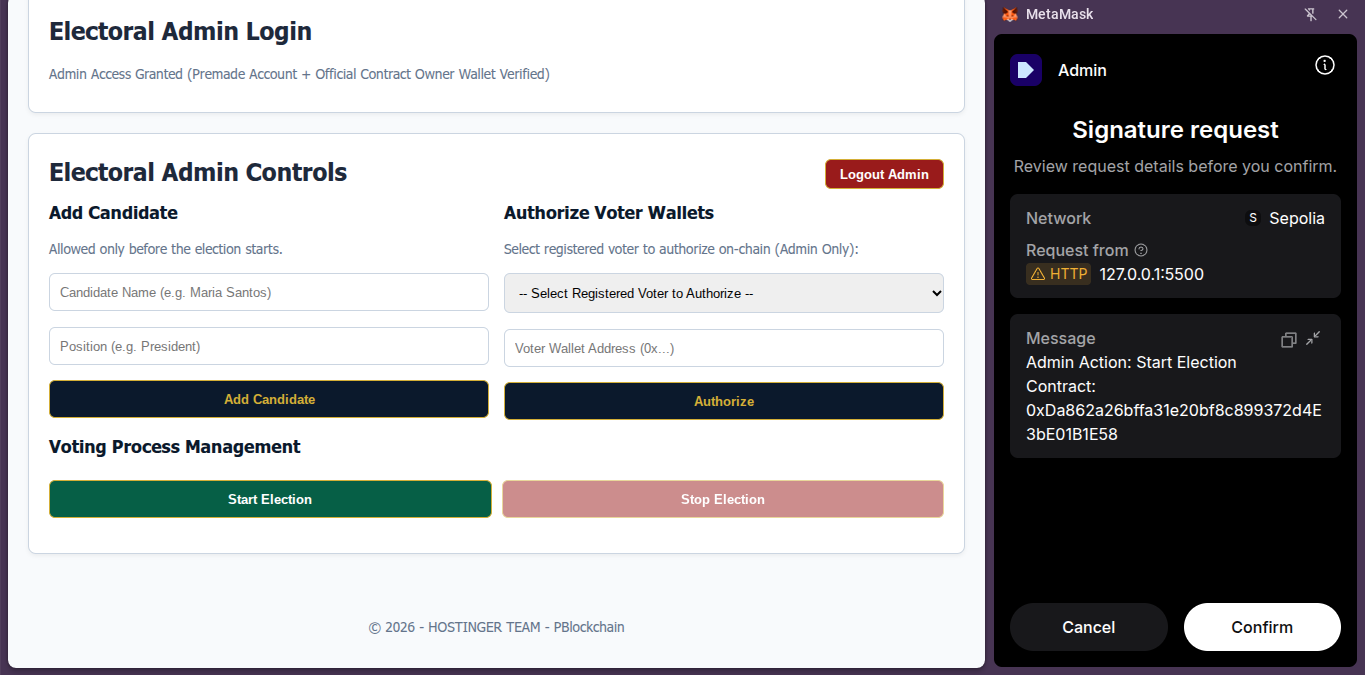 Electoral Admin Login
Admin Access Granted (Premade Account + Official Contract Owner Wallet Verified)
Electoral Admin Controls
Logout Admin
Add Candidate
Allowed only before the election starts.
Candidate Name (e.g. Maria Santos)
Position (e.g. President)
Add Candidate
Authorize Voter Wallets
Select registered voter to authorize on-chain (Admin Only):
-- Select Registered Voter to Authorize --
Voter Wallet Address (0x...)
Authorize
Voting Process Management
Start Election
Stop Election
© 2026 - HOSTINGER TEAM - PBlockchain
MetaMask
Admin
Signature request
Review request details before you confirm.
Network
S Sepolia
Request from
HTTP 127.0.0.1:5500
Message
Admin Action: Start Election
Contract:
0xDa862a26bffa31e20bf8c899372d4E
3bE01B1E58
Cancel
Confirm